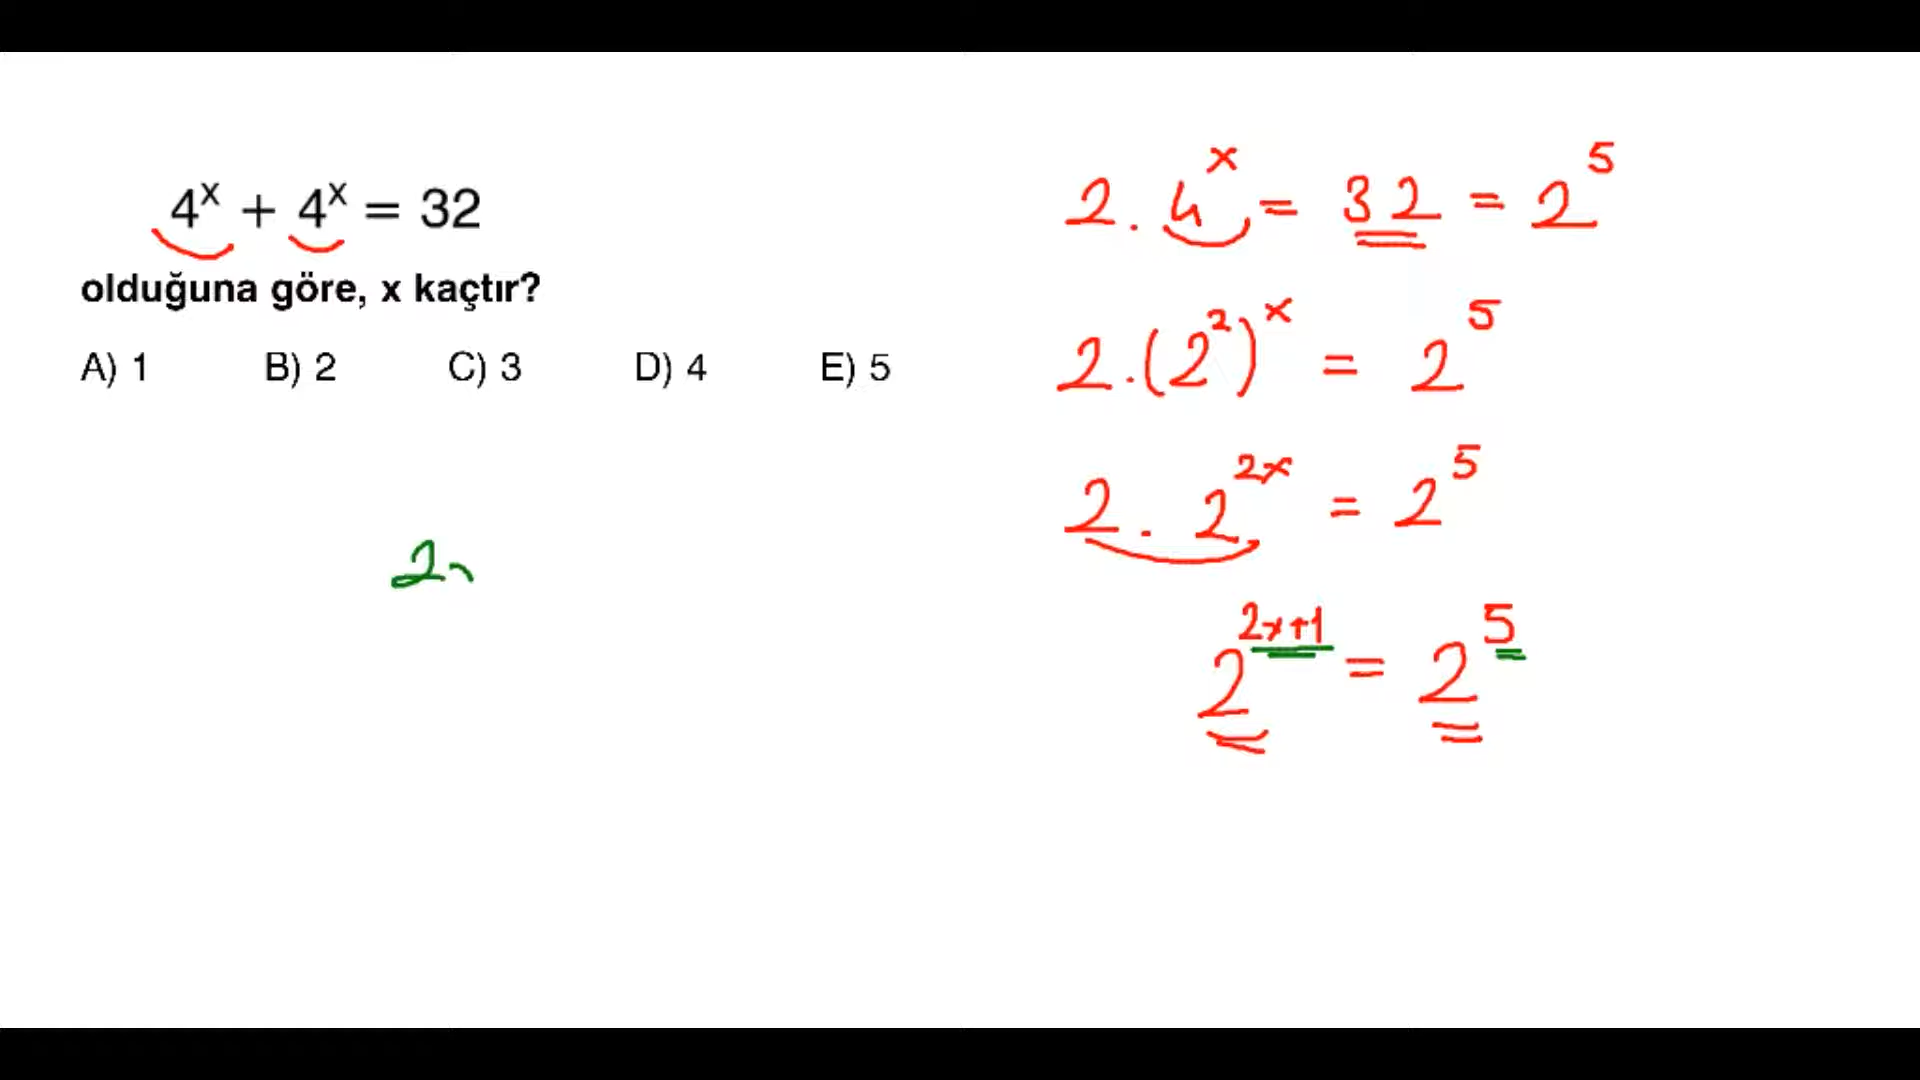 4ˣ + 4ˣ = 32
olduğuna göre, x kaçtır?
A) 1 B) 2 C) 3 D) 4 E) 5
2 . 4ˣ = 32 = 2⁵
2 . (2²)ˣ = 2⁵
2 . 2²ˣ = 2⁵
2²ˣ⁺¹ = 2⁵
2